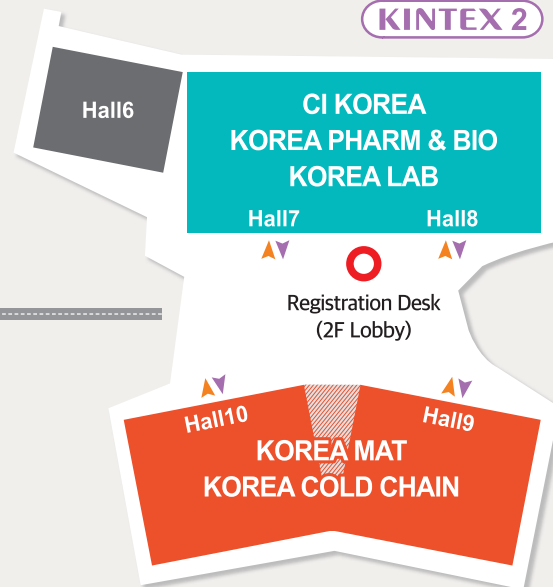 KINTEX 2
Hall6
CI KOREA
KOREA PHARM & BIO
KOREA LAB
Hall7
Hall8
Registration Desk
(2F Lobby)
Hall10
Hall9
KOREA MAT
KOREA COLD CHAIN